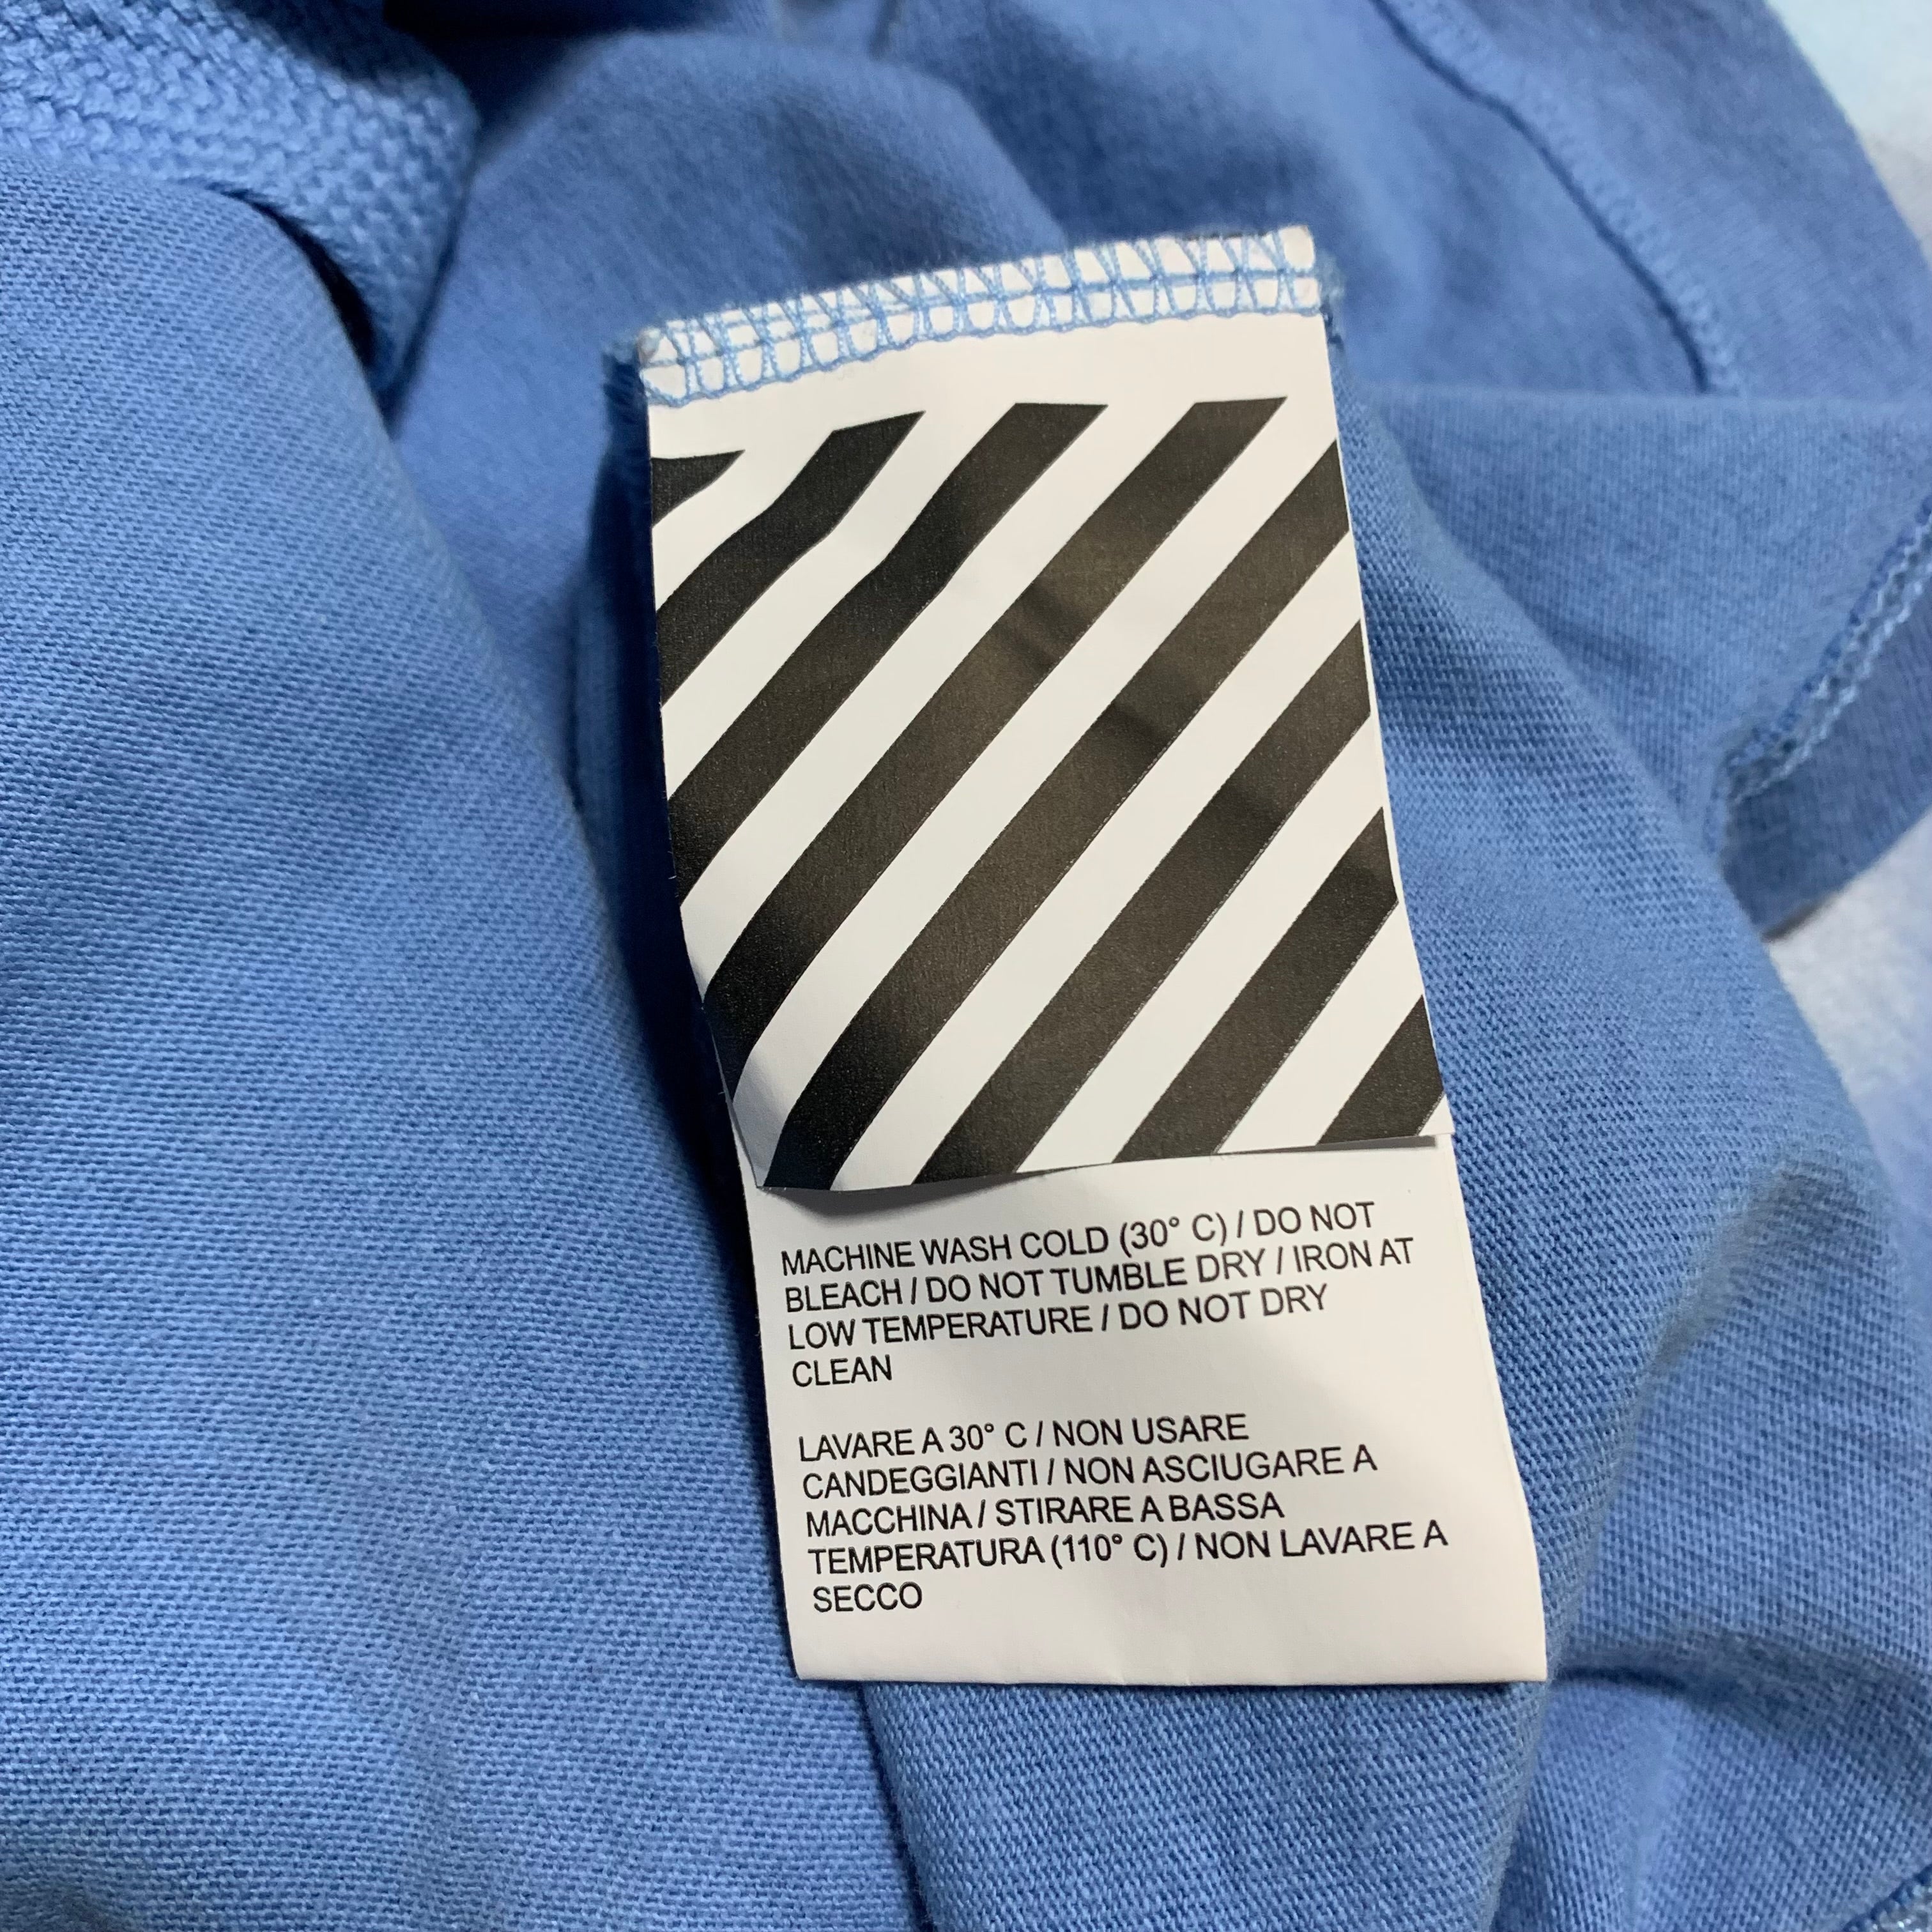 MACHINE WASH COLD (30° C) / DO NOT
BLEACH / DO NOT TUMBLE DRY / IRON AT
LOW TEMPERATURE / DO NOT DRY
CLEAN
LAVARE A 30° C / NON USARE
CANDEGGIANTI / NON ASCIUGARE A
MACCHINA / STIRARE A BASSA
TEMPERATURA (110° C) / NON LAVARE A
SECCO